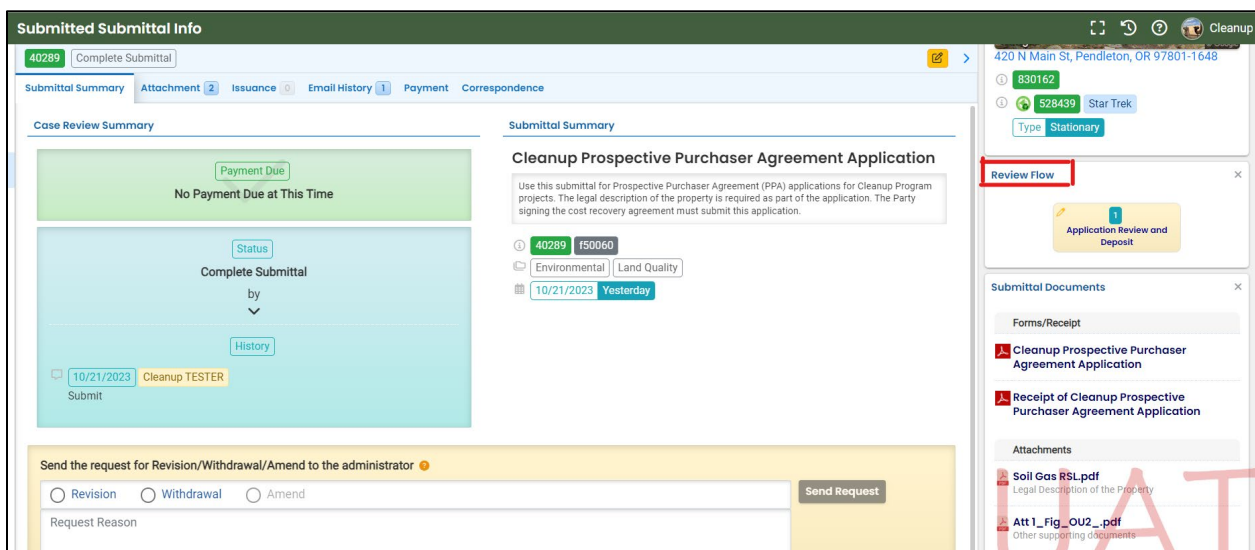 Submitted Submittal Info
Cleanup
40289 Complete Submittal
Submittal Summary Attachment 2 Issuance 0 Email History 1 Payment Correspondence
Case Review Summary
Payment Due
No Payment Due at This Time
Status
Complete Submittal
by
History
10/21/2023 Cleanup TESTER
Submit
Submittal Summary
Cleanup Prospective Purchaser Agreement Application
Use this submittal for Prospective Purchaser Agreement (PPA) applications for Cleanup Program
projects. The legal description of the property is required as part of the application. The Party
signing the cost recovery agreement must submit this application.
40289 f50060
Environmental Land Quality
10/21/2023 Yesterday
Send the request for Revision/Withdrawal/Amend to the administrator
Revision Withdrawal Amend
Send Request
Request Reason
420 N Main St, Pendleton, OR 97801-1648
830162
528439 Star Trek
Type Stationary
Review Flow
1
Application Review and
Deposit
Submittal Documents
Forms/Receipt
Cleanup Prospective Purchaser
Agreement Application
Receipt of Cleanup Prospective
Purchaser Agreement Application
Attachments
Soil Gas RSL.pdf
Legal Description of the Property
Att 1_Fig_OU2_.pdf
Other supporting documents
UAT